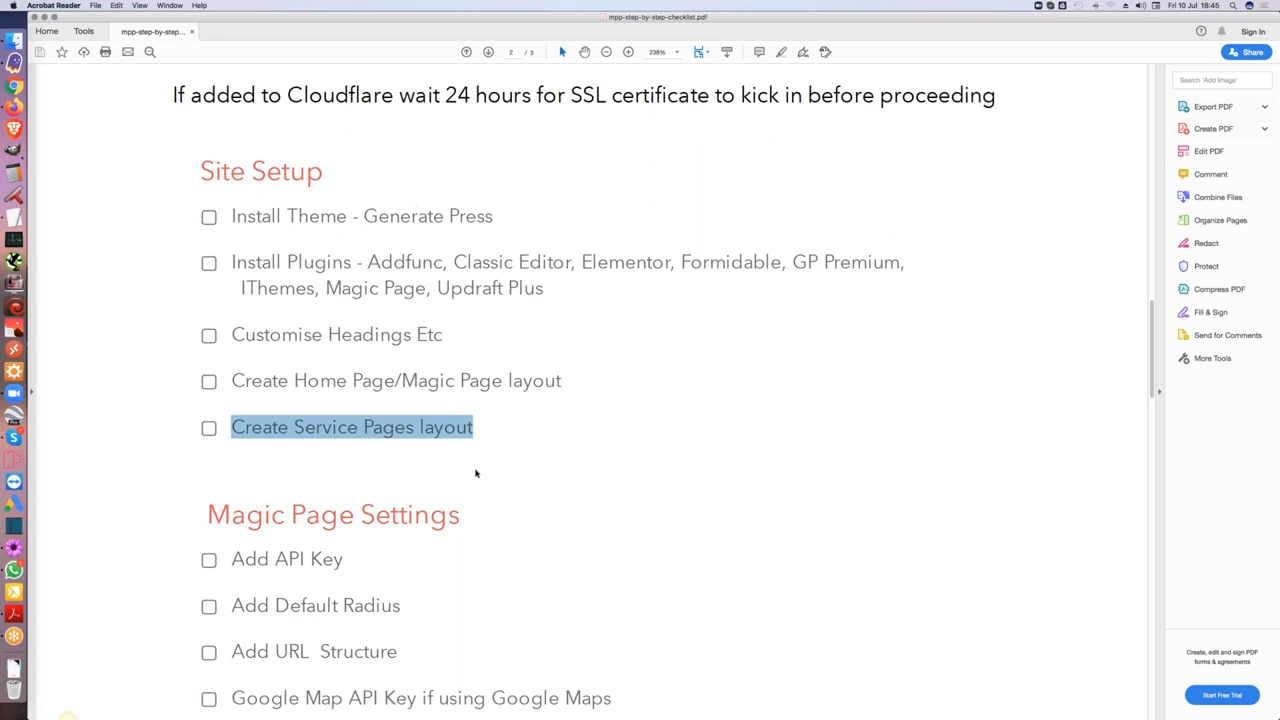 Acrobat Reader File Edit View Window Help Fri 10 Jul 18:45
mpp-step-by-step-checklist.pdf
Home Tools mpp-step-by-step... × Sign In
2 / 3 238% Share
If added to Cloudflare wait 24 hours for SSL certificate to kick in before proceeding
Site Setup
Install Theme - Generate Press
Install Plugins - Addfunc, Classic Editor, Elementor, Formidable, GP Premium,
IThemes, Magic Page, Updraft Plus
Customise Headings Etc
Create Home Page/Magic Page layout
Create Service Pages layout
Magic Page Settings
Add API Key
Add Default Radius
Add URL  Structure
Google Map API Key if using Google Maps
Search 'Add Image'
Export PDF
Create PDF
Edit PDF
Comment
Combine Files
Organize Pages
Redact
Protect
Compress PDF
Fill & Sign
Send for Comments
More Tools
Create, edit and sign PDF
forms & agreements
Start Free Trial